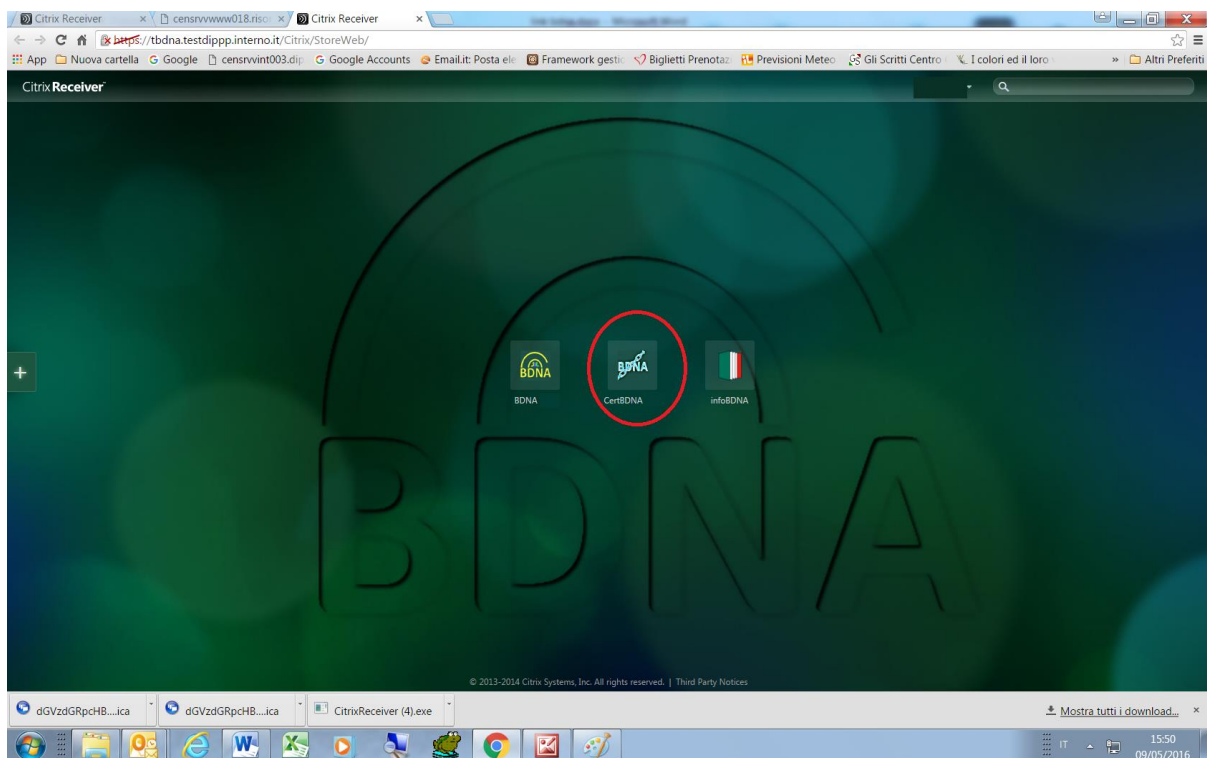 Citrix Receiver
censrvvwww018.riso
Citrix Receiver
https://tbdna.testdippp.interno.it/Citrix/StoreWeb/
App Nuova cartella Google censrvvint003.dip Google Accounts Email.it: Posta ele Framework gestic Biglietti Prenotaz Previsioni Meteo Gli Scritti Centro I colori ed il loro » Altri Preferiti
Citrix Receiver
BDNA
BDNA
BDNA
BDNA CertBDNA infoBDNA
BDNA
© 2013-2014 Citrix Systems, Inc. All rights reserved. | Third Party Notices
dGVzdGRpcHB....ica dGVzdGRpcHB....ica CitrixReceiver (4).exe Mostra tutti i download...
IT 15:50
09/05/2016